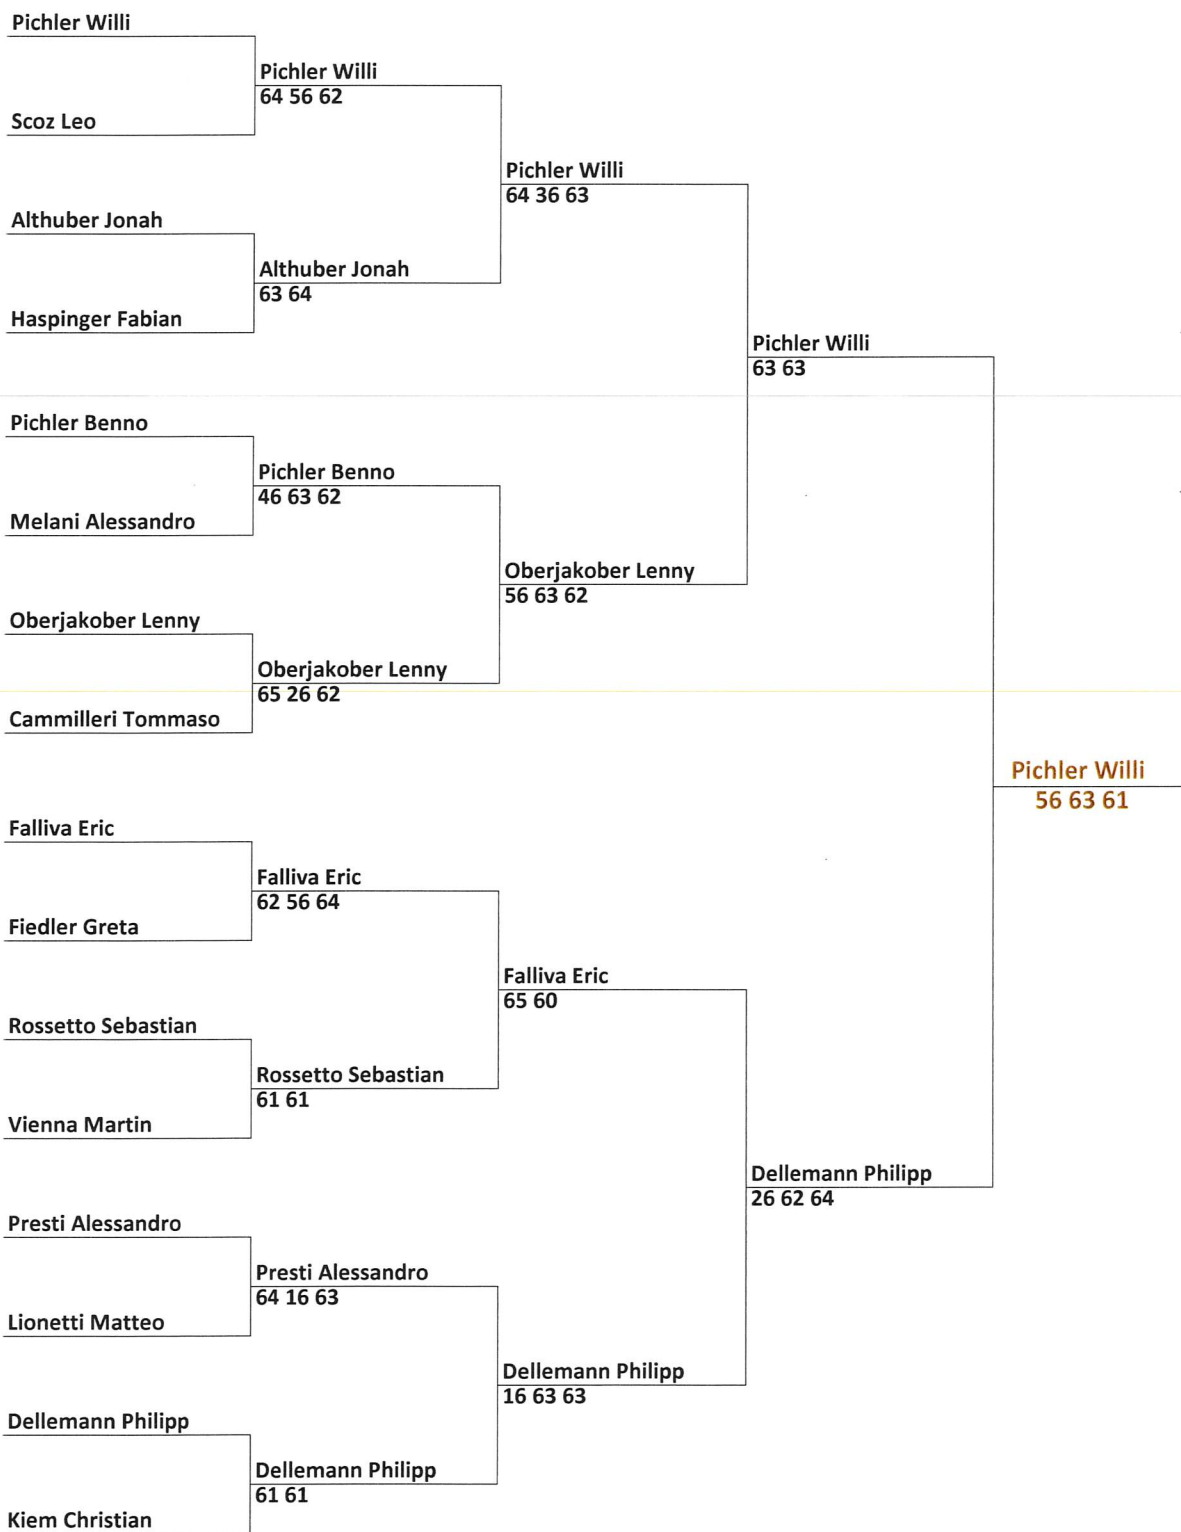 Pichler Willi
Pichler Willi
64 56 62
Scoz Leo
Pichler Willi
64 36 63
Althuber Jonah
Althuber Jonah
63 64
Haspinger Fabian
Pichler Willi
63 63
Pichler Benno
Pichler Benno
46 63 62
Melani Alessandro
Oberjakober Lenny
56 63 62
Oberjakober Lenny
Oberjakober Lenny
65 26 62
Cammilleri Tommaso
Pichler Willi
56 63 61
Falliva Eric
Falliva Eric
62 56 64
Fiedler Greta
Falliva Eric
65 60
Rossetto Sebastian
Rossetto Sebastian
61 61
Vienna Martin
Dellemann Philipp
26 62 64
Presti Alessandro
Presti Alessandro
64 16 63
Lionetti Matteo
Dellemann Philipp
16 63 63
Dellemann Philipp
Dellemann Philipp
61 61
Kiem Christian